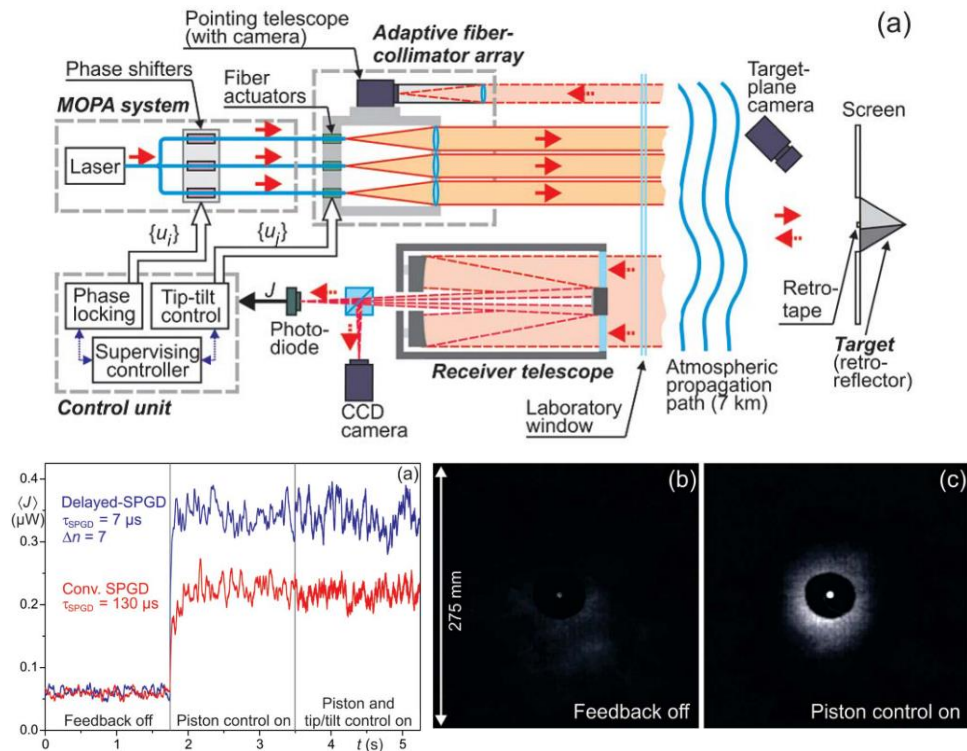 (a)
Pointing telescope
(with camera)
Adaptive fiber-
collimator array
Target-
plane
camera
Phase shifters
Fiber
actuators
MOPA system
Screen
Laser
{u_i}
{u_j}
Phase
locking
Tip-tilt
control
J
Photo-
diode
Supervising
controller
Control unit
CCD
camera
Receiver telescope
Laboratory
window
Atmospheric
propagation
path (7 km)
Retro-
tape
Target
(retro-
reflector)
(a)
0.4
⟨J⟩
(µW)
0.3
0.2
0.1
0.0
Delayed-SPGD
τSPGD = 7 µs
Δn = 7
Conv. SPGD
τSPGD = 130 µs
Feedback off
Piston control on
Piston and
tip/tilt control on
0 1 2 3 4 t (s) 5
275 mm
(b)
Feedback off
(c)
Piston control on